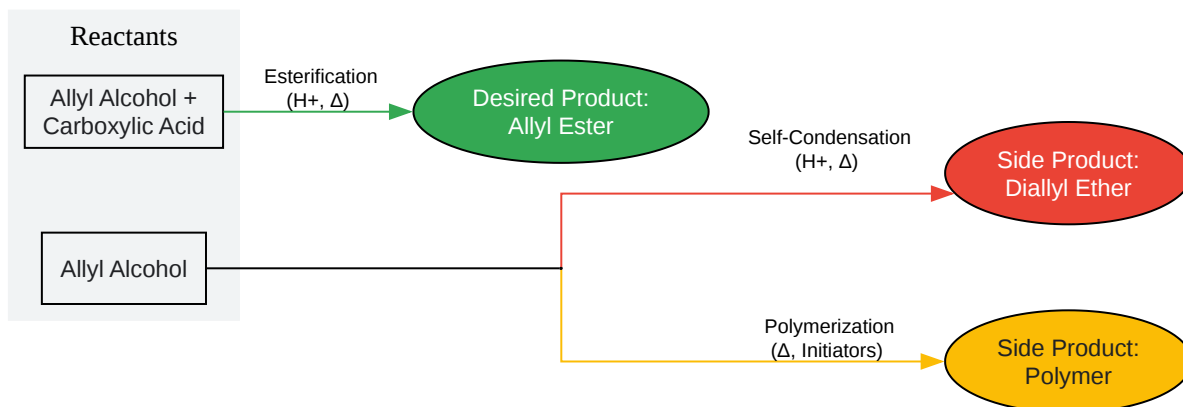 Reactants
Allyl Alcohol +
Carboxylic Acid
Esterification
(H+, Δ)
Desired Product:
Allyl Ester
Self-Condensation
(H+, Δ)
Side Product:
Diallyl Ether
Allyl Alcohol
Polymerization
(Δ, Initiators)
Side Product:
Polymer